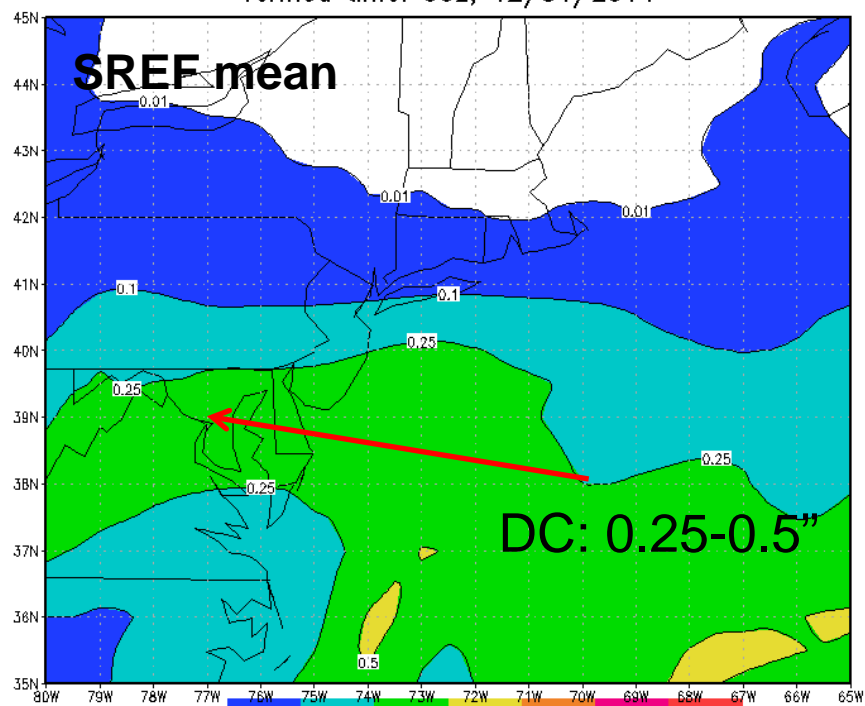 45N
SREF mean
44N
0.01
43N
0.01
0.01
42N
41N
0.1
0.1
40N
0.25
0.25
39N
0.25
38N
0.25
DC: 0.25-0.5”
37N
36N
0.5
35N
80W 79W 78W 77W 76W 75W 74W 73W 72W 71W 70W 69W 68W 67W 66W 65W